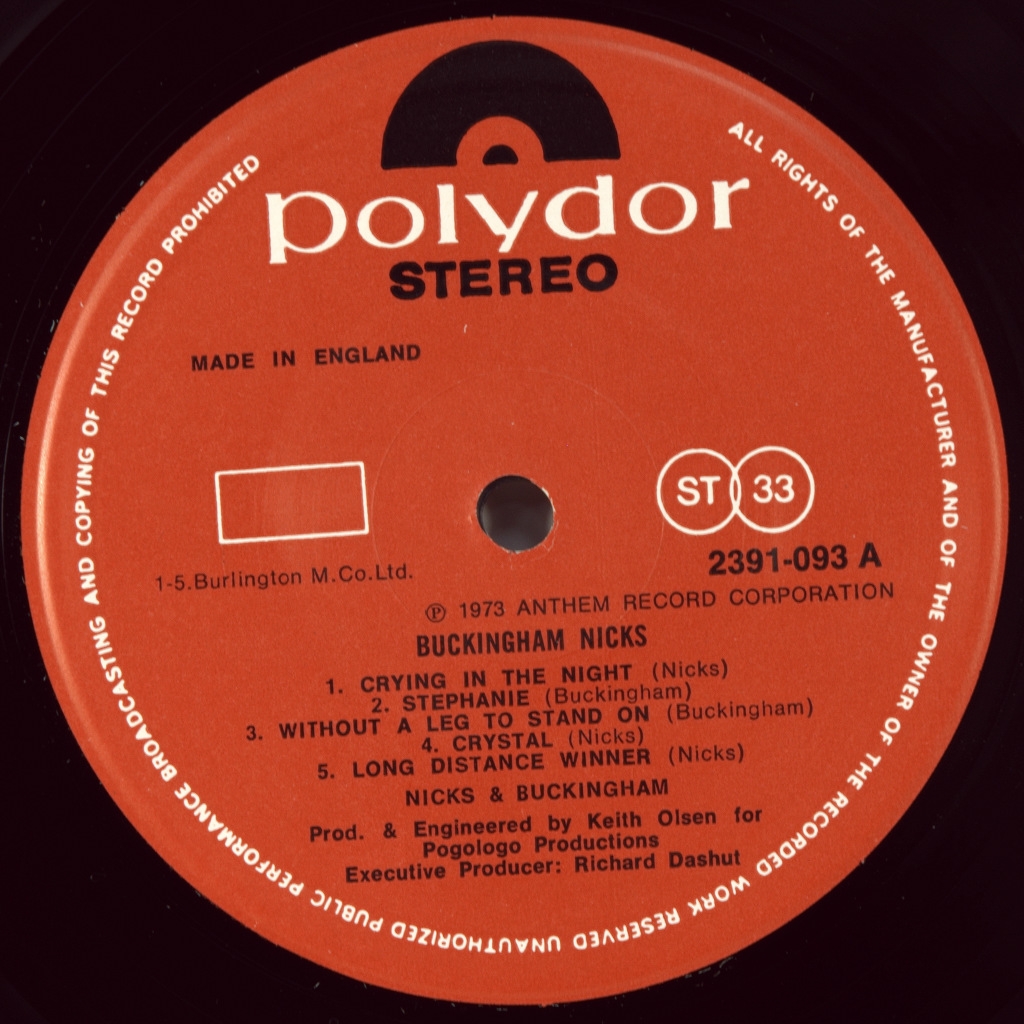 polydor
STEREO
MADE IN ENGLAND
ST 33
2391-093 A
1-5.Burlington M.Co.Ltd.
℗ 1973 ANTHEM RECORD CORPORATION
BUCKINGHAM NICKS
1. CRYING IN THE NIGHT (Nicks)
2. STEPHANIE (Buckingham)
3. WITHOUT A LEG TO STAND ON (Buckingham)
4. CRYSTAL (Nicks)
5. LONG DISTANCE WINNER (Nicks)
NICKS & BUCKINGHAM
Prod. & Engineered by Keith Olsen for
Pogologo Productions
Executive Producer: Richard Dashut
ALL RIGHTS OF THE MANUFACTURER AND OF THE OWNER OF THE RECORDED WORK RESERVED UNAUTHORIZED PUBLIC PERFORMANCE BROADCASTING AND COPYING OF THIS RECORD PROHIBITED